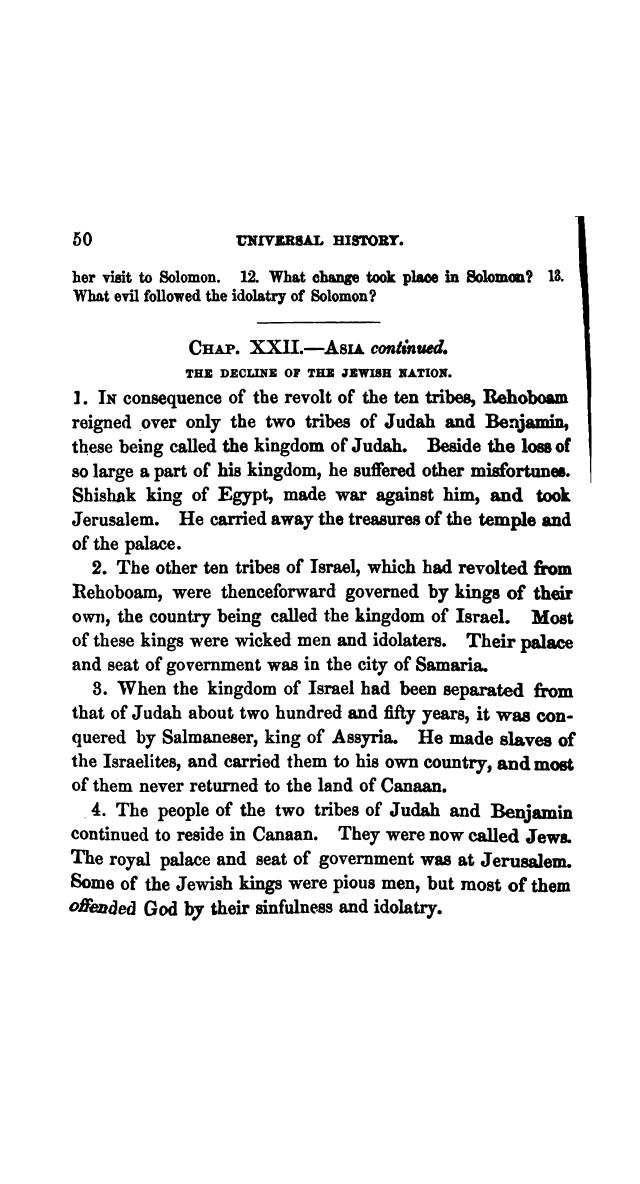 50 UNIVERSAL HISTORY.
her visit to Solomon. 12. What change took place in Solomon? 13.
What evil followed the idolatry of Solomon?
CHAP. XXII.—ASIA continued.
THE DECLINE OF THE JEWISH NATION.
1. IN consequence of the revolt of the ten tribes, Rehoboam
reigned over only the two tribes of Judah and Benjamin,
these being called the kingdom of Judah. Beside the loss of
so large a part of his kingdom, he suffered other misfortunes.
Shishak king of Egypt, made war against him, and took
Jerusalem. He carried away the treasures of the temple and
of the palace.
2. The other ten tribes of Israel, which had revolted from
Rehoboam, were thenceforward governed by kings of their
own, the country being called the kingdom of Israel. Most
of these kings were wicked men and idolaters. Their palace
and seat of government was in the city of Samaria.
3. When the kingdom of Israel had been separated from
that of Judah about two hundred and fifty years, it was con-
quered by Salmaneser, king of Assyria. He made slaves of
the Israelites, and carried them to his own country, and most
of them never returned to the land of Canaan.
4. The people of the two tribes of Judah and Benjamin
continued to reside in Canaan. They were now called Jews.
The royal palace and seat of government was at Jerusalem.
Some of the Jewish kings were pious men, but most of them
offended God by their sinfulness and idolatry.